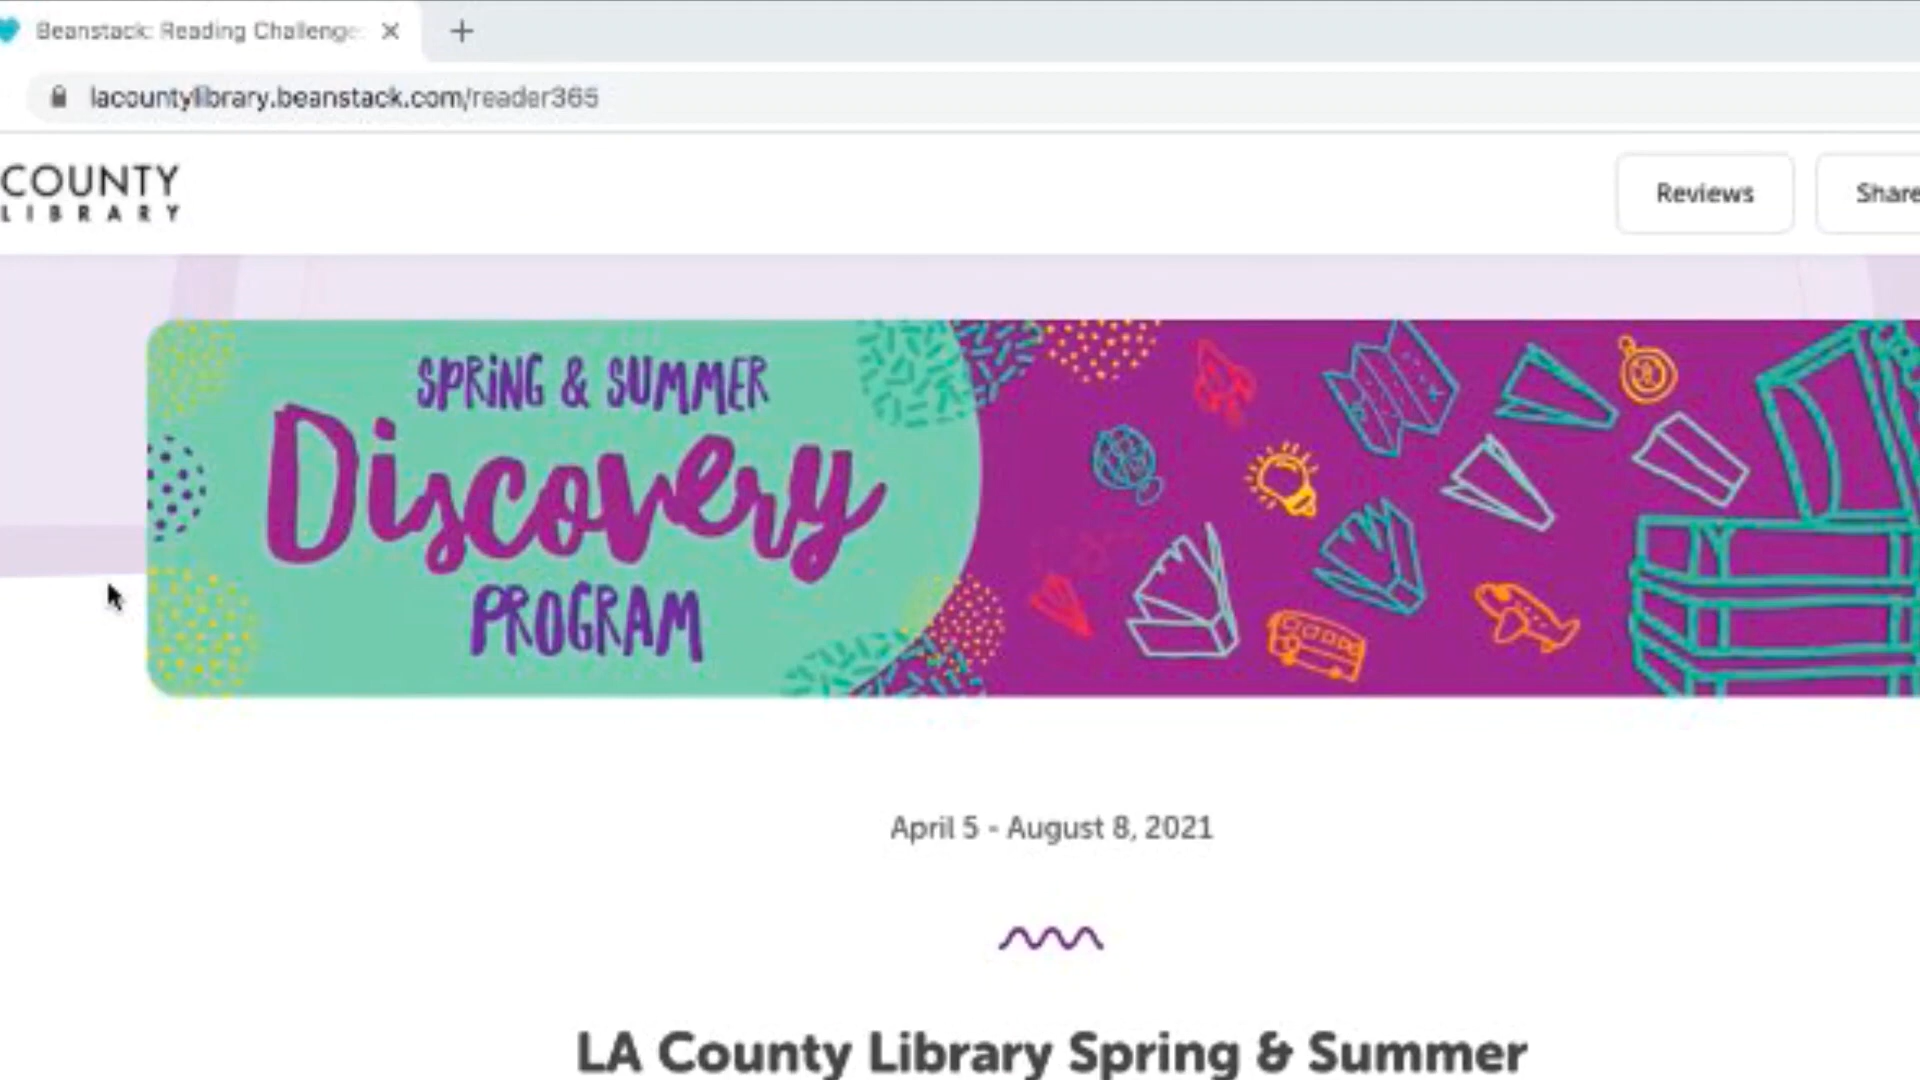 Beanstack: Reading Challenge
lacountylibrary.beanstack.com/reader365
COUNTY
LIBRARY
Reviews
Share
SPRiNG & SUMMER
Discovery
PROGRAM
April 5 - August 8, 2021
LA County Library Spring & Summer